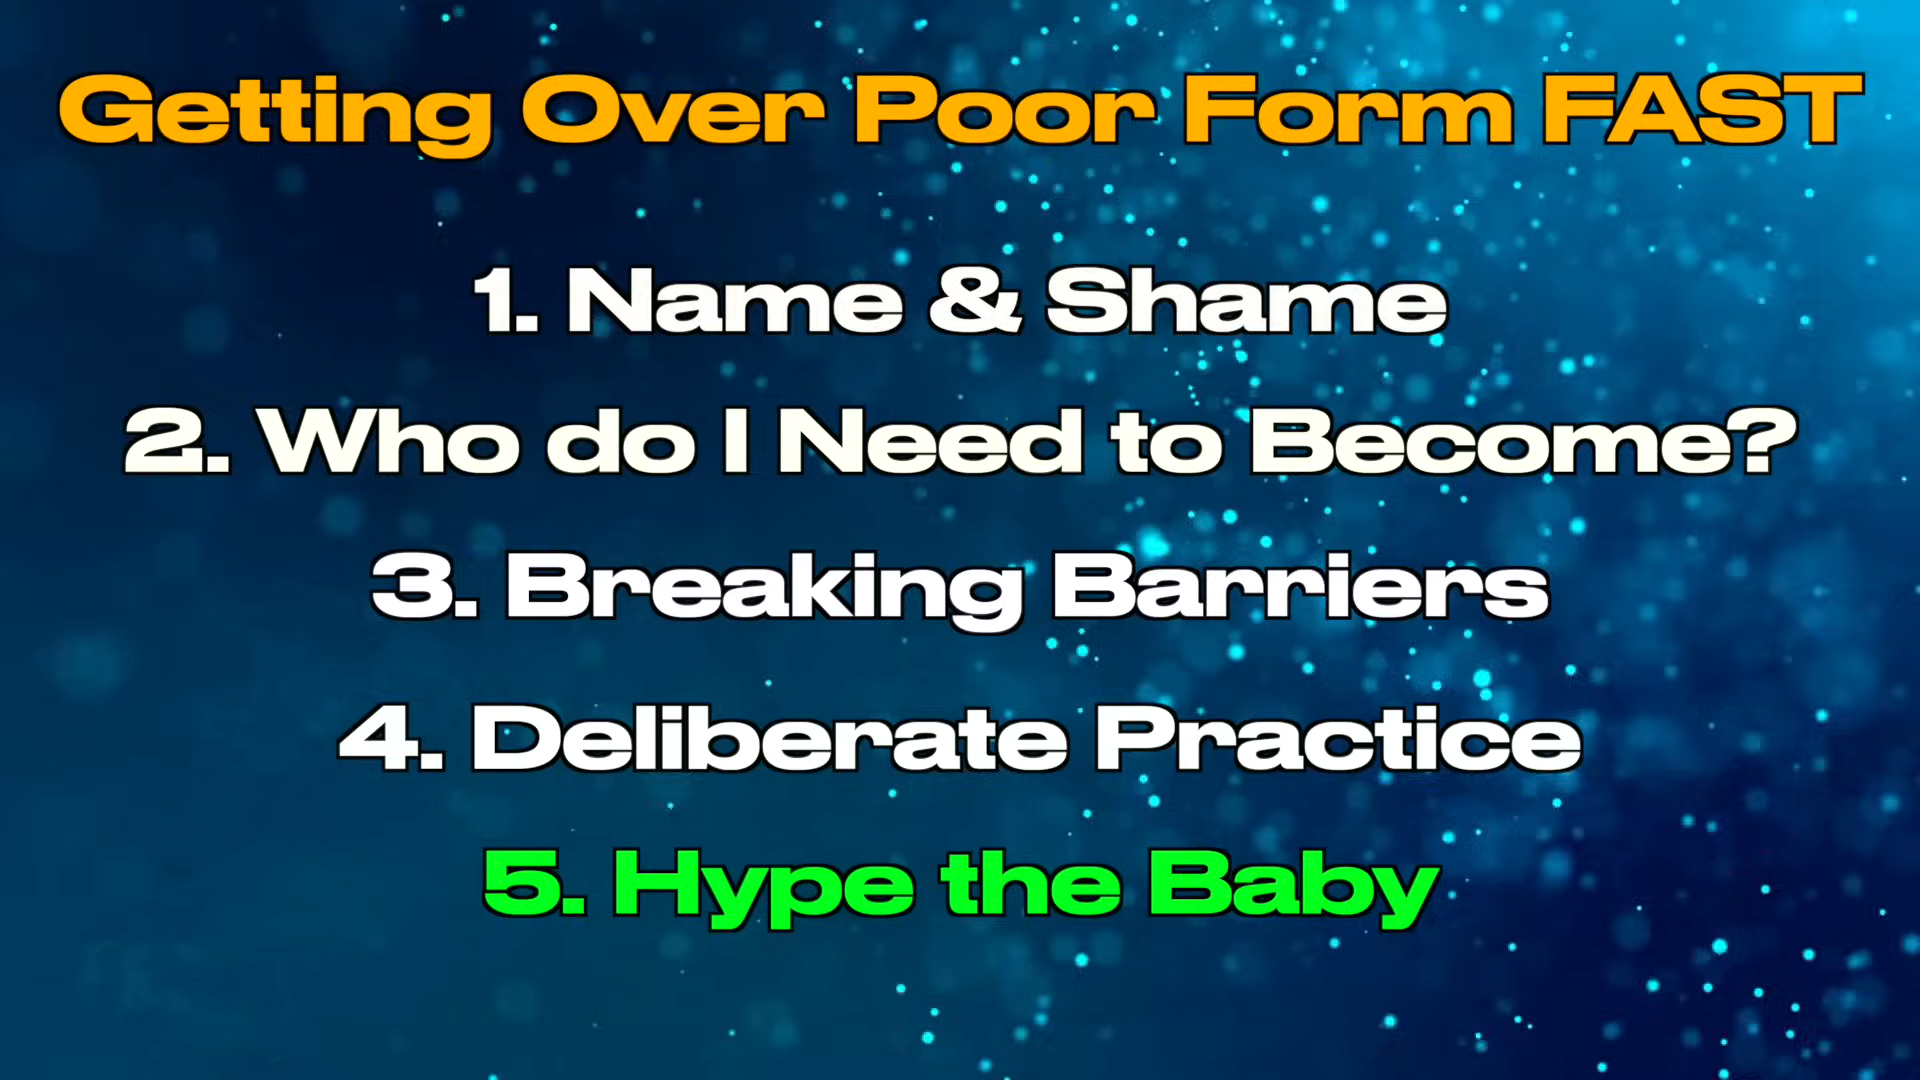 Getting Over Poor Form FAST
1. Name & Shame
2. Who do I Need to Become?
3. Breaking Barriers
4. Deliberate Practice
5. Hype the Baby